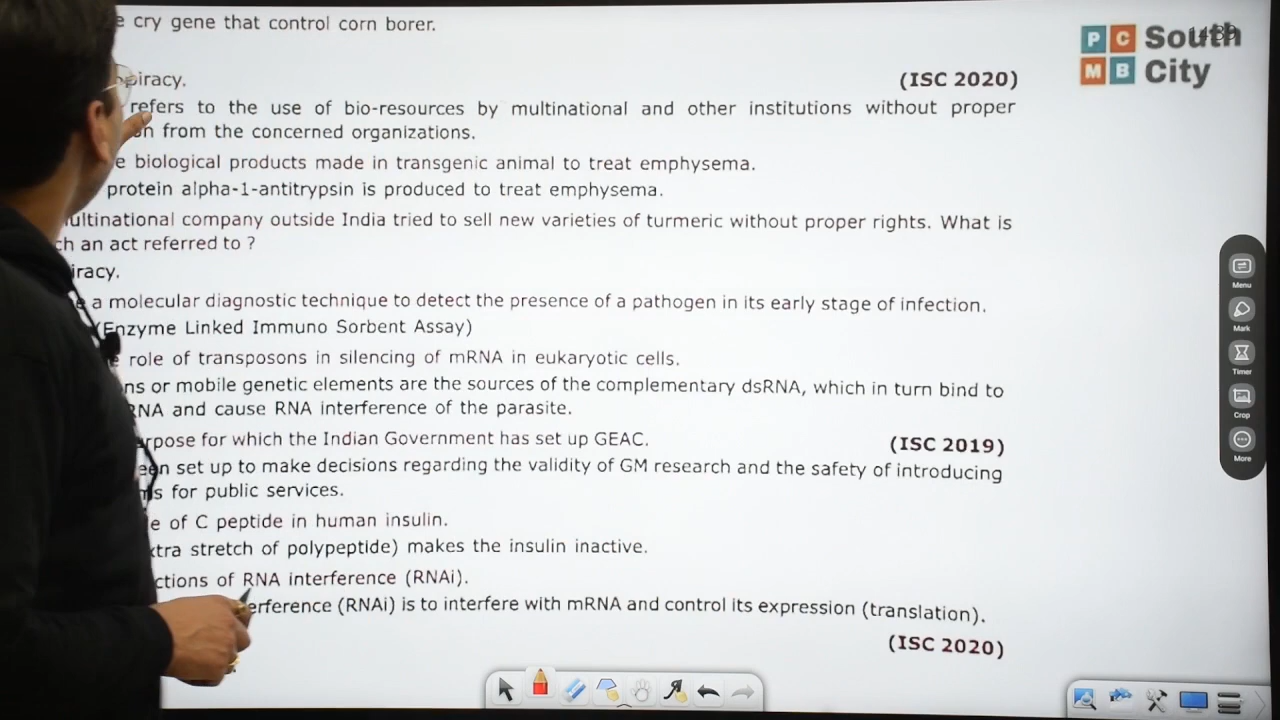 cry gene that control corn borer.
(ISC 2020)
refers to the use of bio-resources by multinational and other institutions without proper
from the concerned organizations.
biological products made in transgenic animal to treat emphysema.
protein alpha-1-antitrypsin is produced to treat emphysema.
company outside India tried to sell new varieties of turmeric without proper rights. What is
an act referred to ?
a molecular diagnostic technique to detect the presence of a pathogen in its early stage of infection.
(Enzyme Linked Immuno Sorbent Assay)
role of transposons in silencing of mRNA in eukaryotic cells.
or mobile genetic elements are the sources of the complementary dsRNA, which in turn bind to
and cause RNA interference of the parasite.
for which the Indian Government has set up GEAC. (ISC 2019)
set up to make decisions regarding the validity of GM research and the safety of introducing
for public services.
of C peptide in human insulin.
stretch of polypeptide) makes the insulin inactive.
of RNA interference (RNAi).
(RNAi) is to interfere with mRNA and control its expression (translation).
(ISC 2020)
P C M B South City
14:39
Menu
Mark
Timer
Crop
More